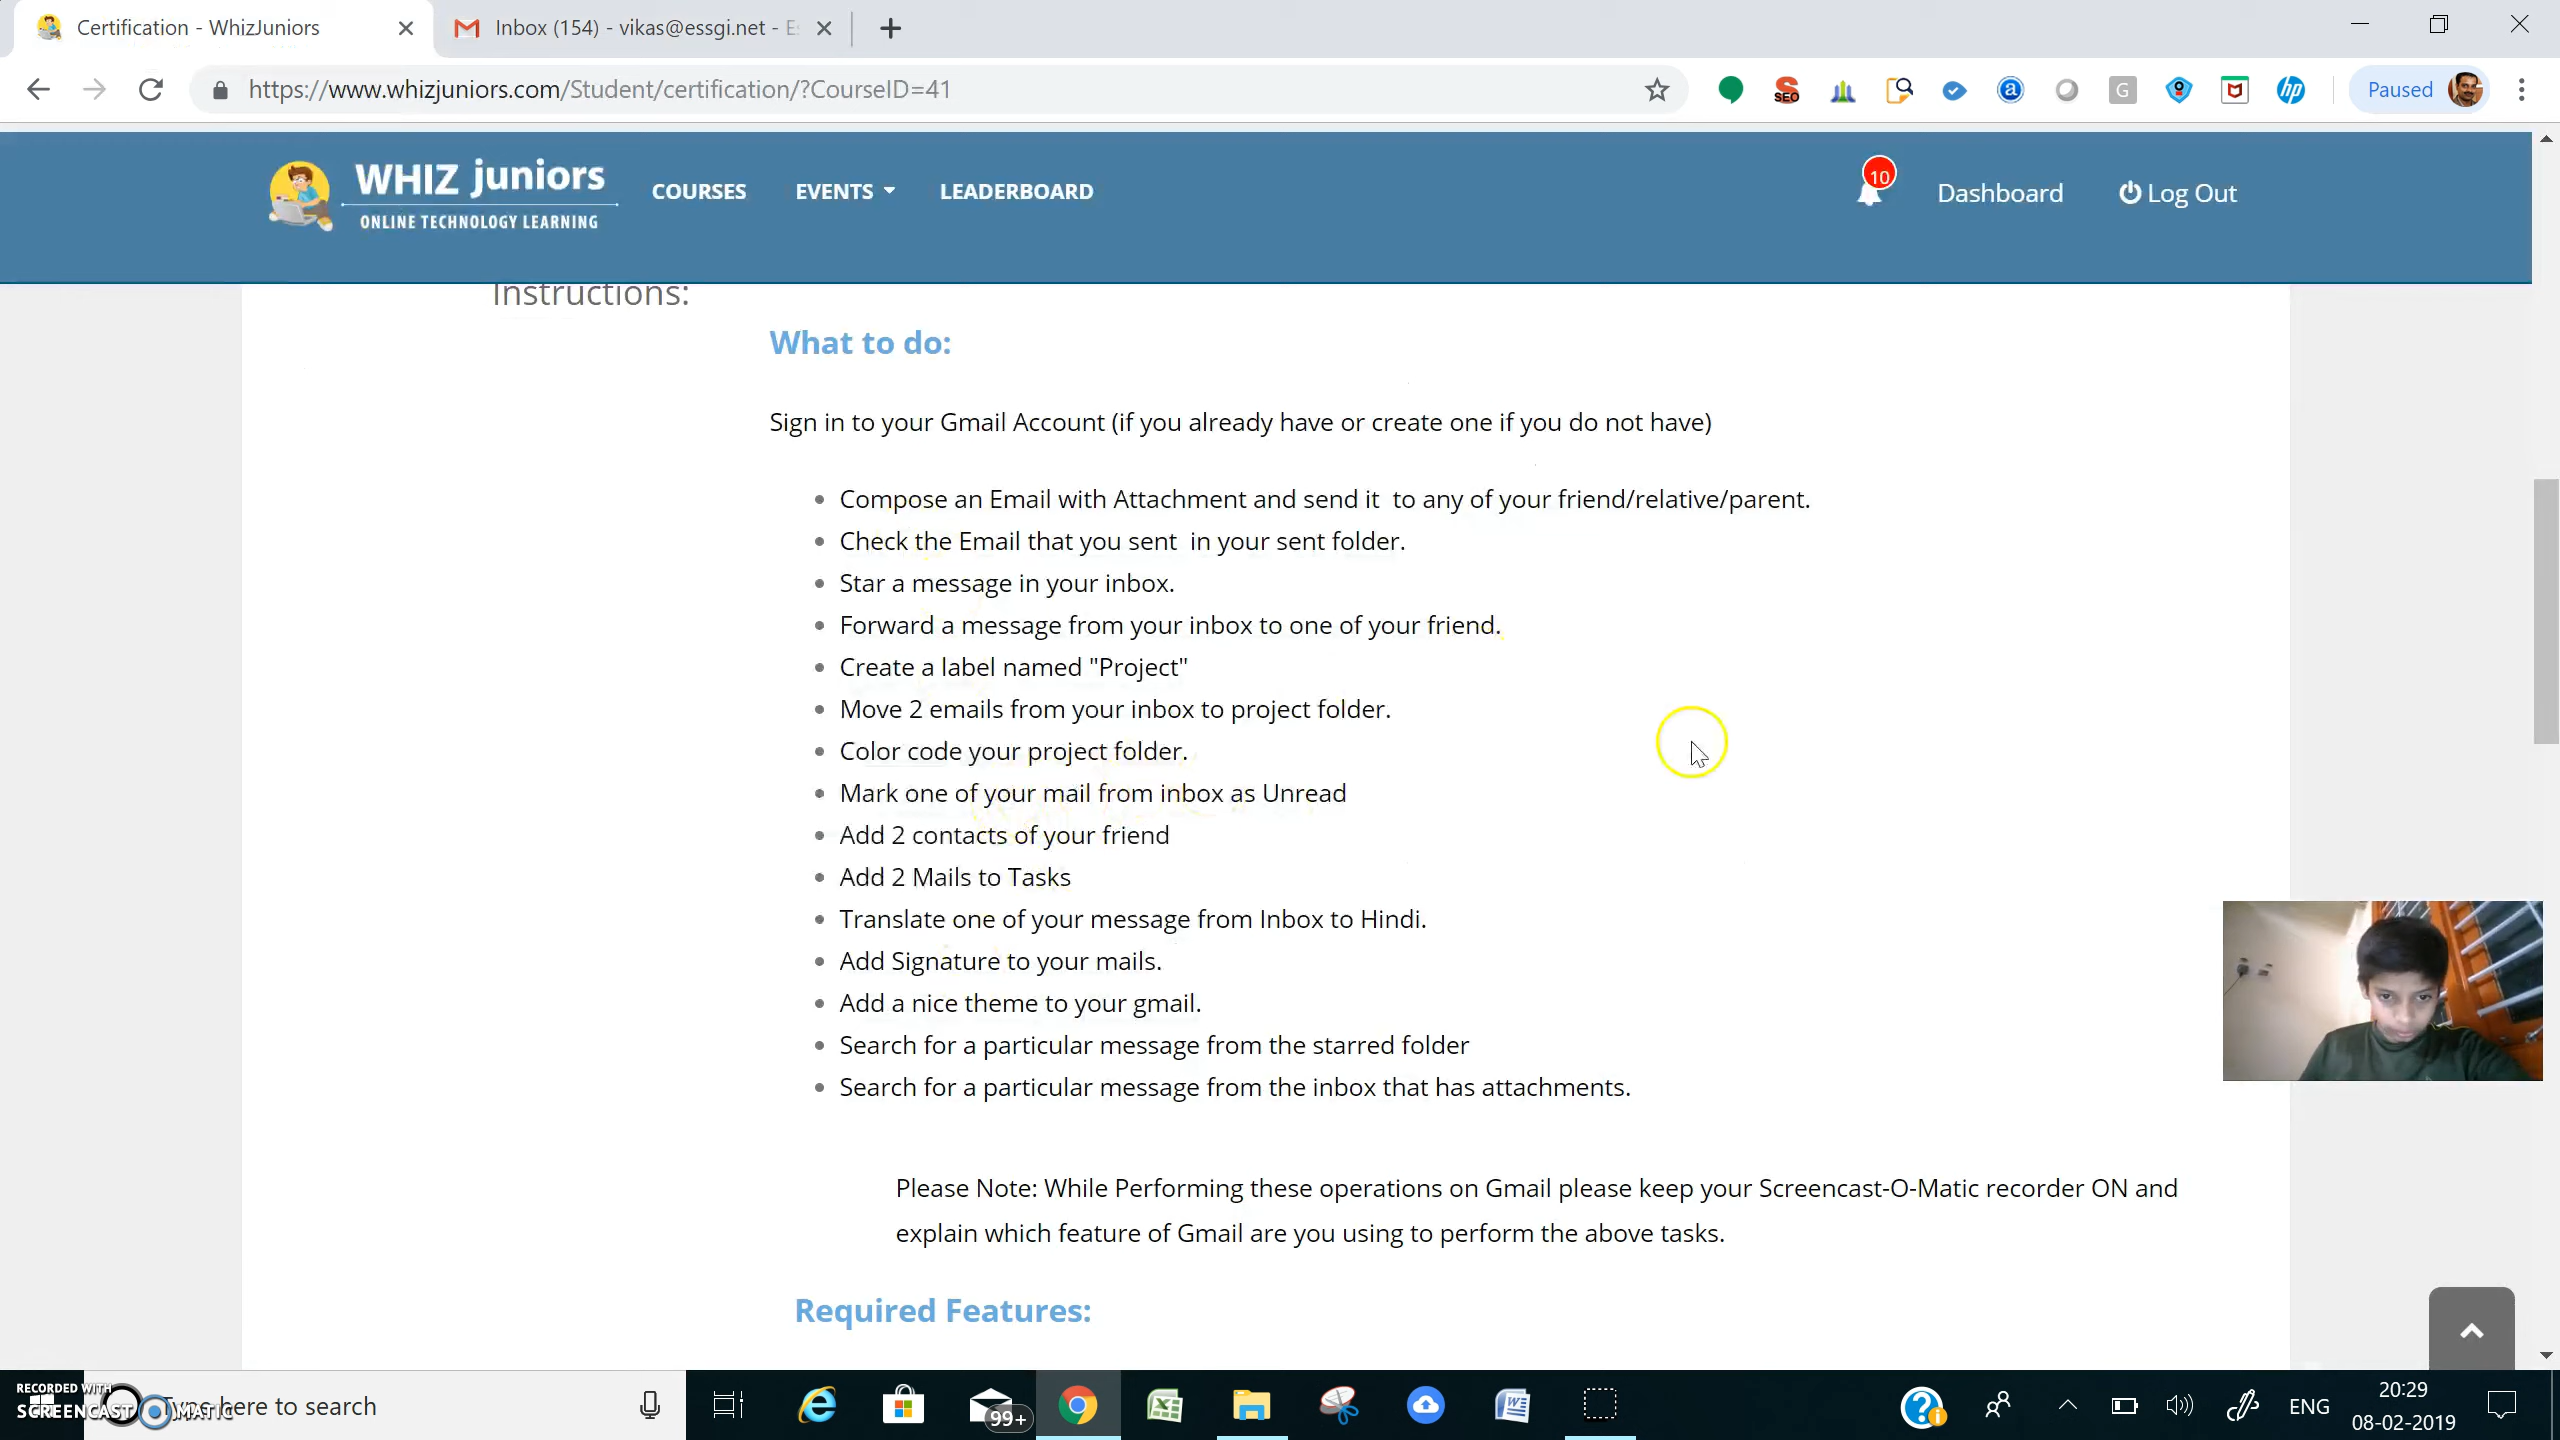 Certification - WhizJuniors
Inbox (154) - vikas@essgi.net - Es
https://www.whizjuniors.com/Student/certification/?CourseID=41
SEO
a
G
hp
Paused
WHIZ juniors
ONLINE TECHNOLOGY LEARNING
COURSES
EVENTS
LEADERBOARD
10
Dashboard
Log Out
Instructions:
What to do:
Sign in to your Gmail Account (if you already have or create one if you do not have)
Compose an Email with Attachment and send it  to any of your friend/relative/parent.
Check the Email that you sent  in your sent folder.
Star a message in your inbox.
Forward a message from your inbox to one of your friend.
Create a label named "Project"
Move 2 emails from your inbox to project folder.
Color code your project folder.
Mark one of your mail from inbox as Unread
Add 2 contacts of your friend
Add 2 Mails to Tasks
Translate one of your message from Inbox to Hindi.
Add Signature to your mails.
Add a nice theme to your gmail.
Search for a particular message from the starred folder
Search for a particular message from the inbox that has attachments.
Please Note: While Performing these operations on Gmail please keep your Screencast-O-Matic recorder ON and
explain which feature of Gmail are you using to perform the above tasks.
Required Features:
RECORDED WITH
SCREENCAST MATIC
Type here to search
99+
ENG
20:29
08-02-2019